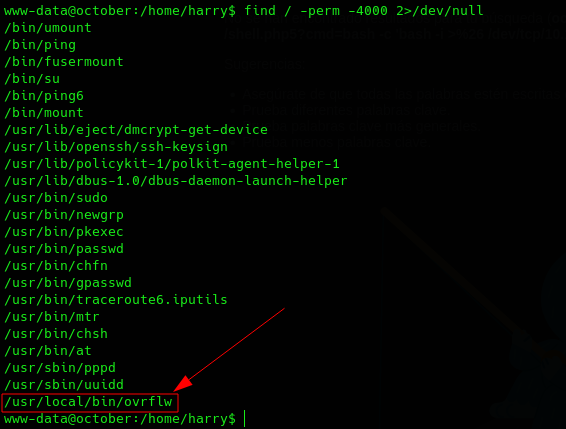 www-data@october:/home/harry$ find / -perm -4000 2>/dev/null
/bin/umount
/bin/ping
/bin/fusermount
/bin/su
/bin/ping6
/bin/mount
/usr/lib/eject/dmcrypt-get-device
/usr/lib/openssh/ssh-keysign
/usr/lib/policykit-1/polkit-agent-helper-1
/usr/lib/dbus-1.0/dbus-daemon-launch-helper
/usr/bin/sudo
/usr/bin/newgrp
/usr/bin/pkexec
/usr/bin/passwd
/usr/bin/chfn
/usr/bin/gpasswd
/usr/bin/traceroute6.iputils
/usr/bin/mtr
/usr/bin/chsh
/usr/bin/at
/usr/sbin/pppd
/usr/sbin/uuidd
/usr/local/bin/ovrflw
www-data@october:/home/harry$